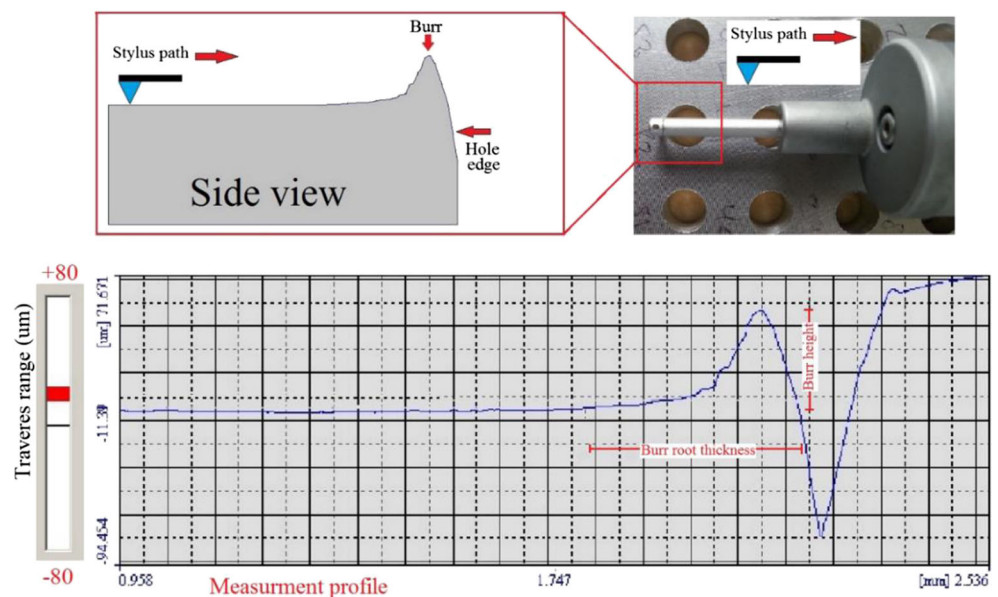 Burr
Stylus path
Hole
edge
Side view
Stylus path
+80
Traveres range (um)
-80
[um] 71.671
-11.39
-94.454
Burr height
Burr root thickness
0.958
1.747
[mm] 2.536
Measurment profile